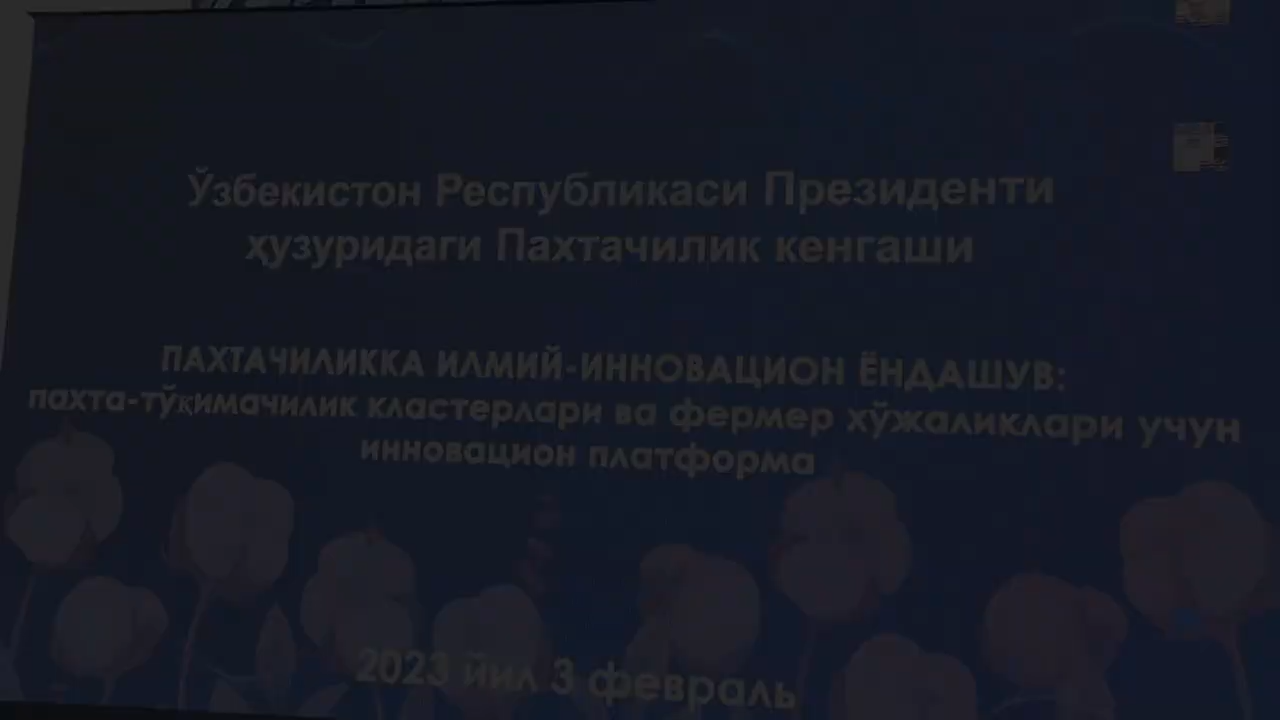 Ўзбекистон Республикаси Президенти
ҳузуридаги Пахтачилик кенгаши
ПАХТАЧИЛИККА ИЛМИЙ-ИННОВАЦИОН ЁНДАШУВ:
пахта-тўқимачилик кластерлари ва фермер хўжаликлари учун
инновацион платформа
2023 йил 3 февраль